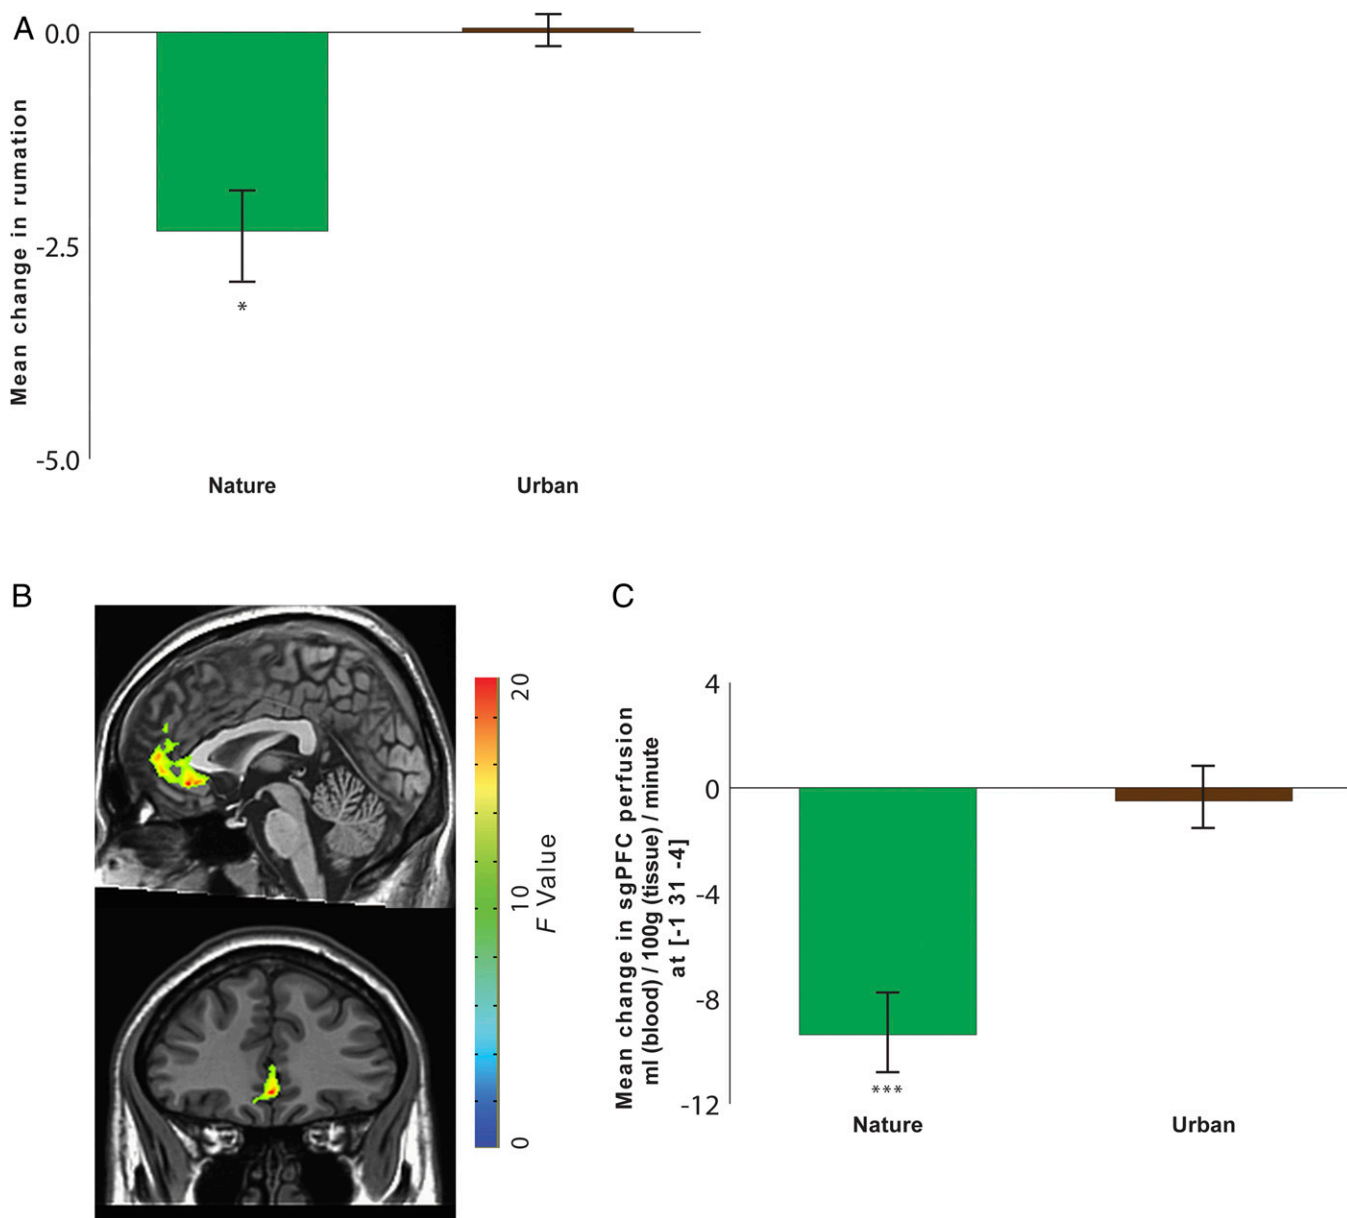 A
0.0
-2.5
-5.0
Mean change in rumation
*
Nature
Urban
B
20
10
0
F Value
C
4
0
-4
-8
-12
Mean change in sgPFC perfusion
ml (blood) / 100g (tissue) / minute
at [-1 31 -4]
***
Nature
Urban